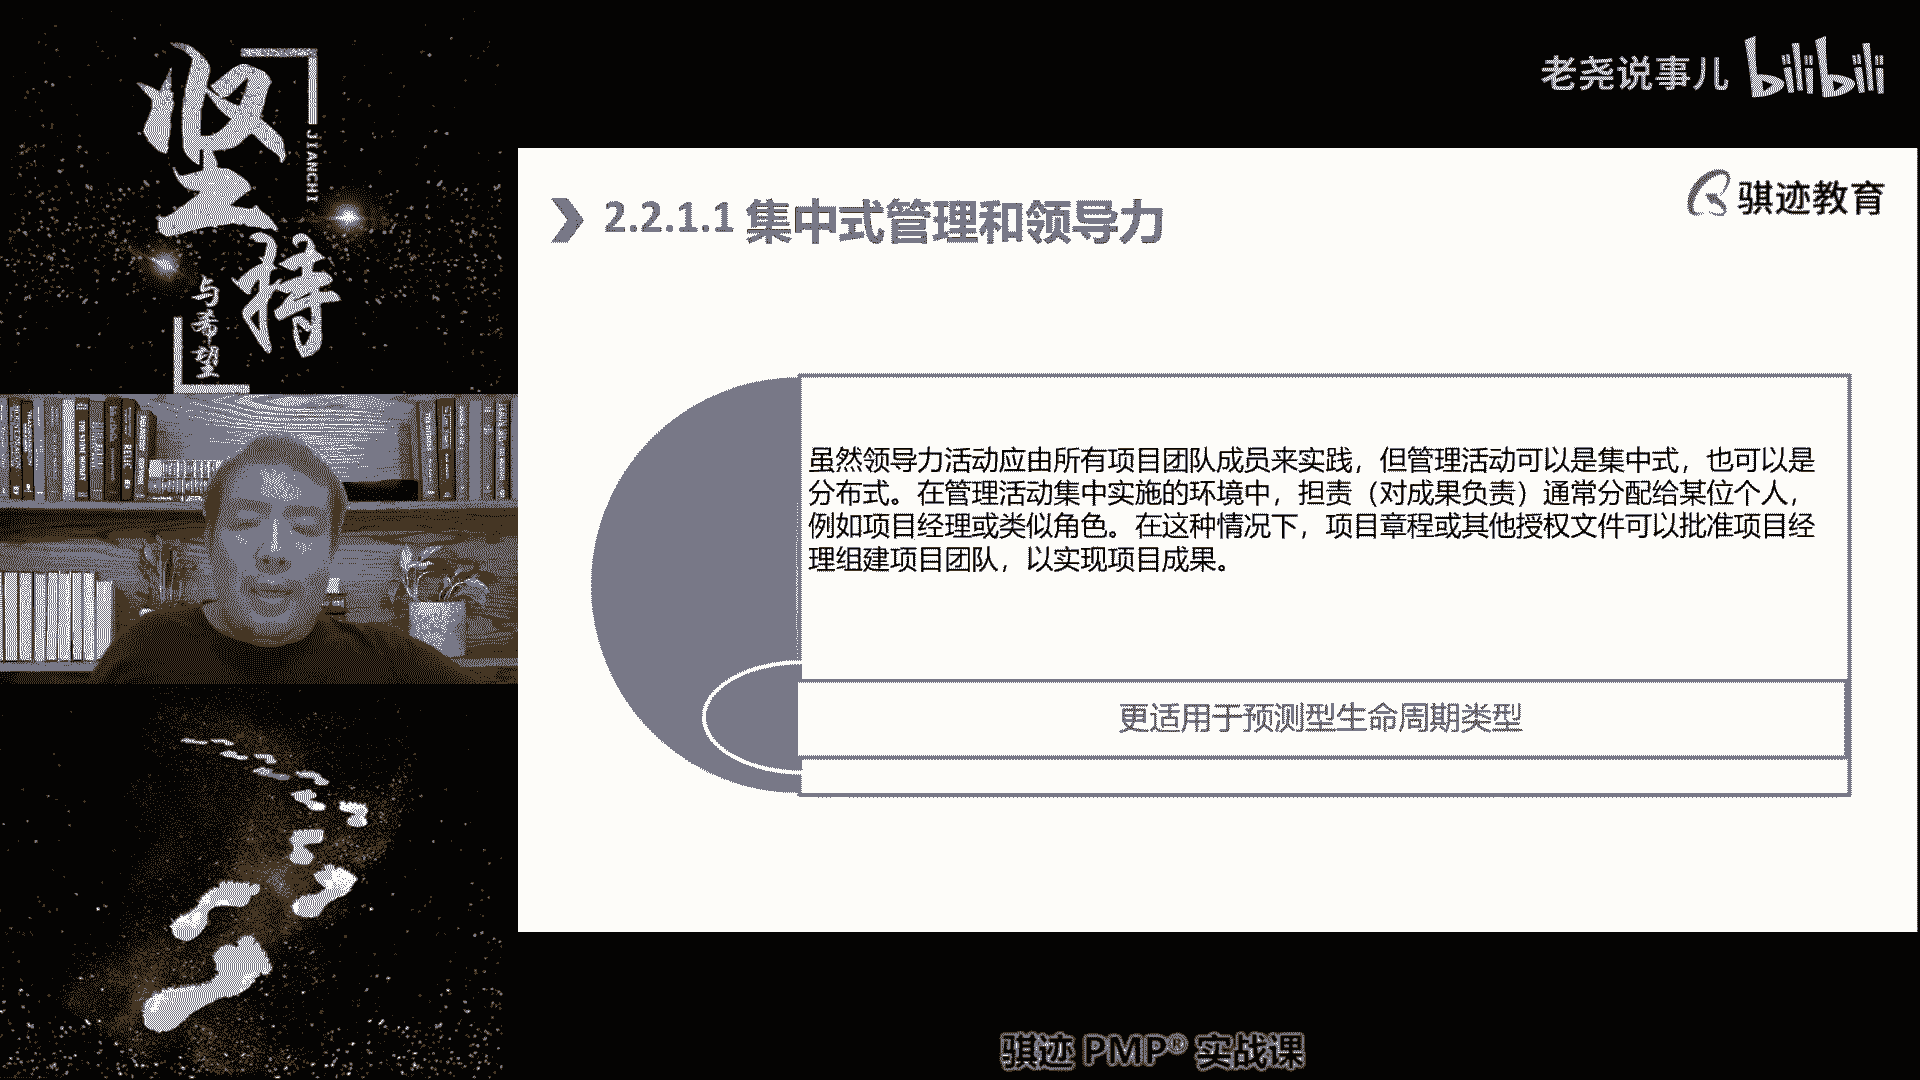 坚持
JIANCHI
与希望
老尧说事儿 bilibili
骐迹教育
2.2.1.1 集中式管理和领导力
虽然领导力活动应由所有项目团队成员来实践，但管理活动可以是集中式，也可以是
分布式。在管理活动集中实施的环境中，担责（对成果负责）通常分配给某位个人，
例如项目经理或类似角色。在这种情况下，项目章程或其他授权文件可以批准项目经
理组建项目团队，以实现项目成果。
更适用于预测型生命周期类型
骐迹 PMP® 实战课